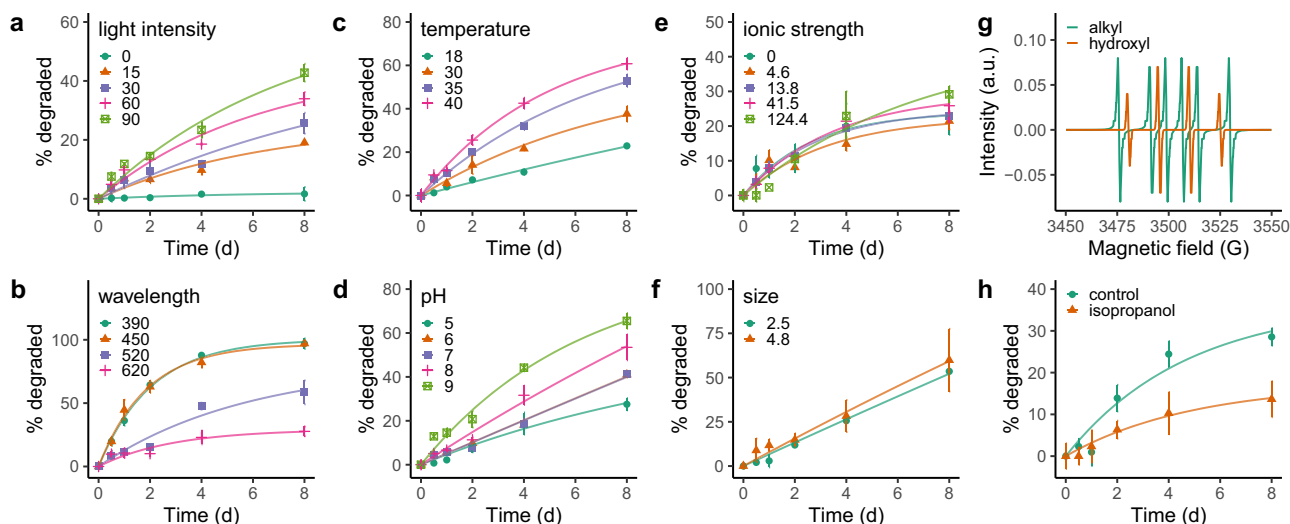 a
light intensity
0
15
30
60
90
% degraded
60
40
20
0
0 2 4 6 8
Time (d)
c
temperature
18
30
35
40
% degraded
80
60
40
20
0
0 2 4 6 8
Time (d)
e
ionic strength
0
4.6
13.8
41.5
124.4
% degraded
50
40
30
20
10
0
0 2 4 6 8
Time (d)
g
alkyl
hydroxyl
Intensity (a.u.)
0.10
0.05
0.00
−0.05
3450 3475 3500 3525 3550
Magnetic field (G)
b
wavelength
390
450
520
620
% degraded
100
50
0
0 2 4 6 8
Time (d)
d
pH
5
6
7
8
9
% degraded
80
60
40
20
0
0 2 4 6 8
Time (d)
f
size
2.5
4.8
% degraded
100
75
50
25
0
0 2 4 6 8
Time (d)
h
control
isopropanol
% degraded
40
30
20
10
0
0 2 4 6 8
Time (d)